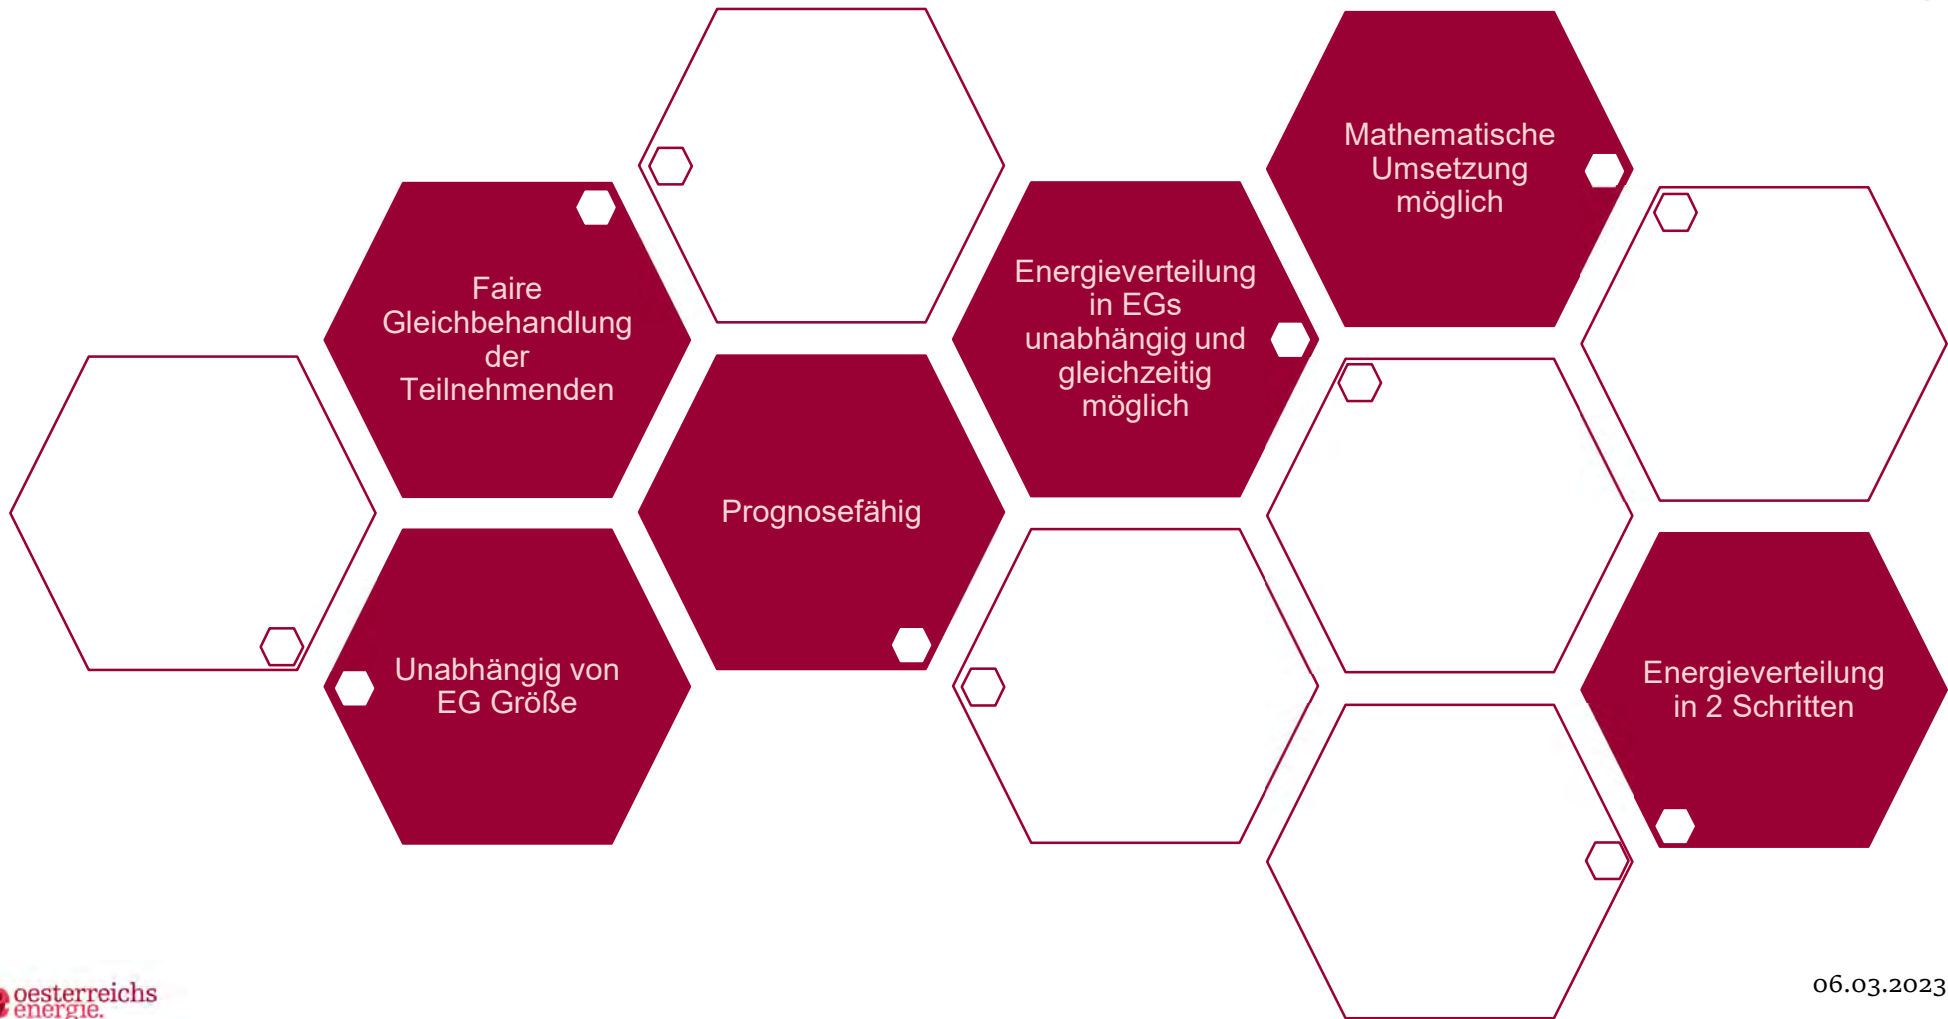 Mathematische
Umsetzung
möglich
Faire
Gleichbehandlung
der
Teilnehmenden
Energieverteilung
in EGs
unabhängig und
gleichzeitig
möglich
Prognosefähig
Unabhängig von
EG Größe
Energieverteilung
in 2 Schritten
oesterreichs
energie.
06.03.2023